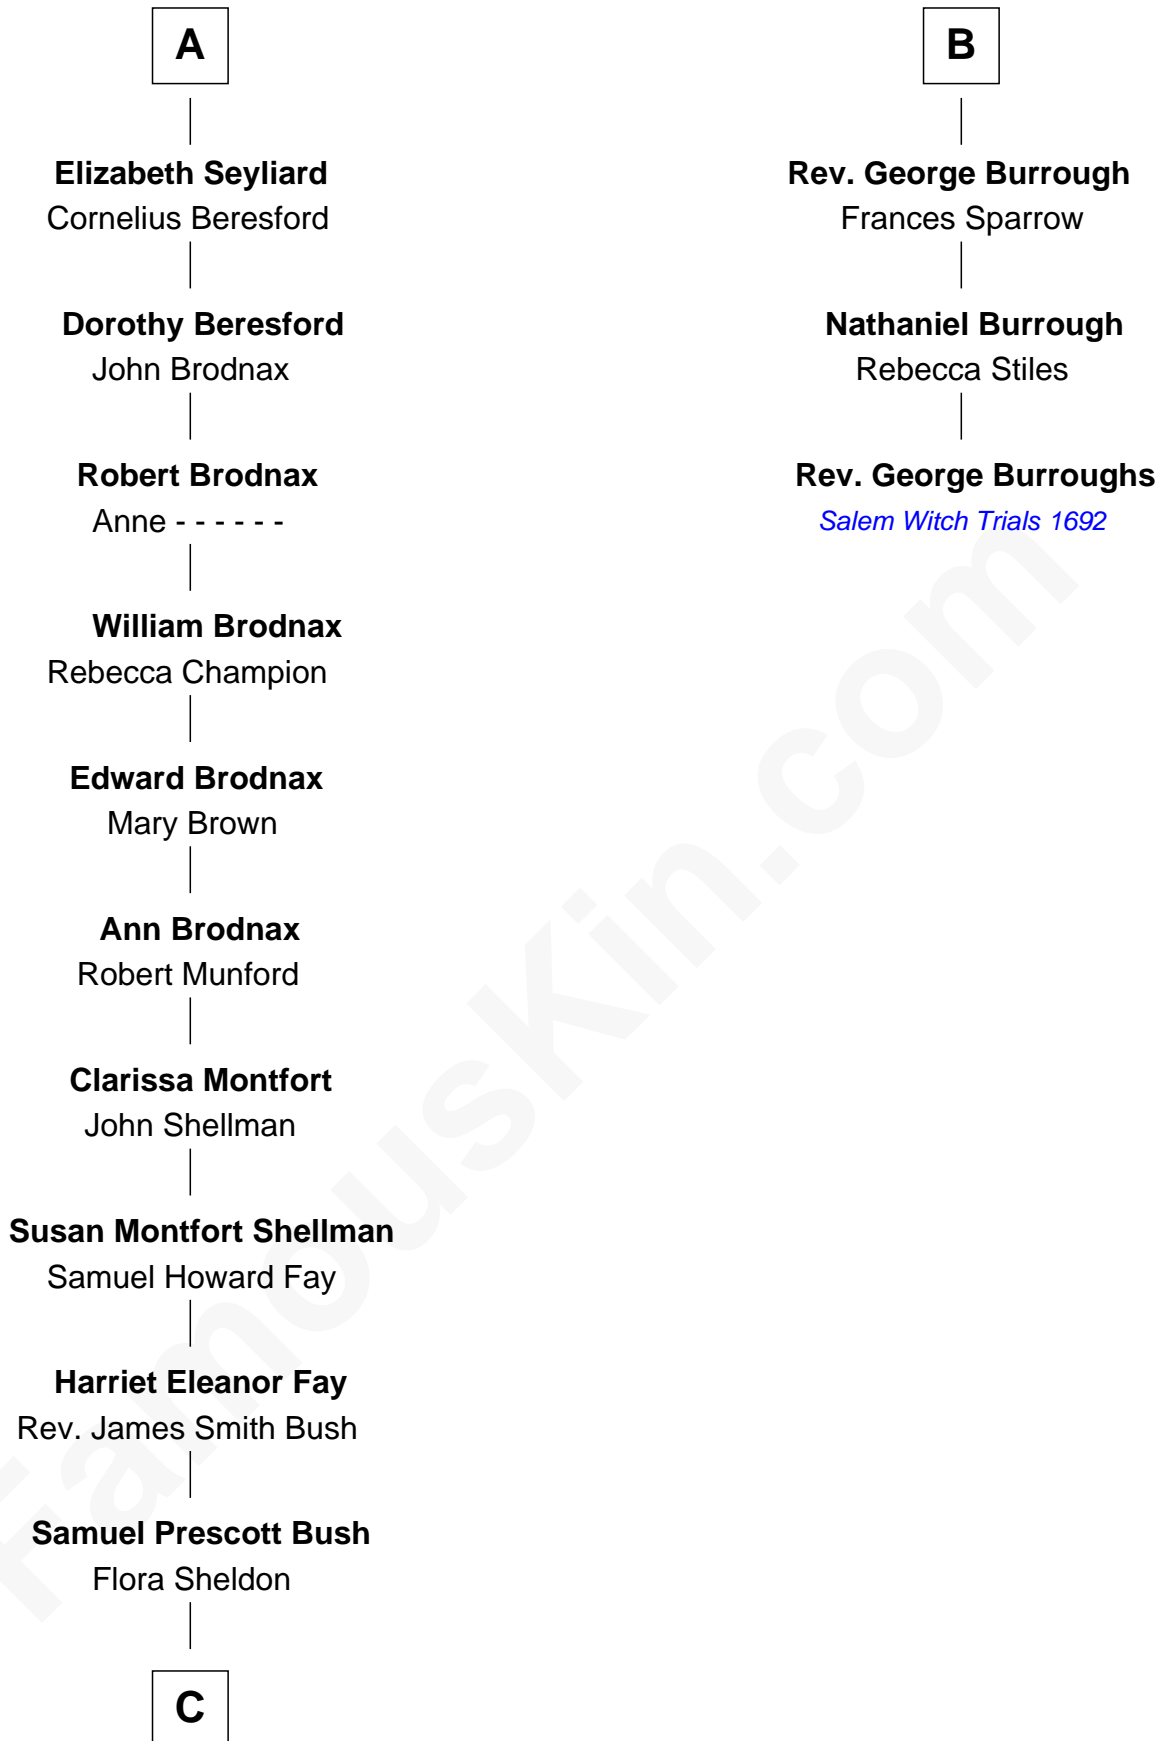 A
Elizabeth Seyliard
Cornelius Beresford
Dorothy Beresford
John Brodnax
Robert Brodnax
Anne - - - - - -
William Brodnax
Rebecca Champion
Edward Brodnax
Mary Brown
Ann Brodnax
Robert Munford
Clarissa Montfort
John Shellman
Susan Montfort Shellman
Samuel Howard Fay
Harriet Eleanor Fay
Rev. James Smith Bush
Samuel Prescott Bush
Flora Sheldon
C
B
Rev. George Burrough
Frances Sparrow
Nathaniel Burrough
Rebecca Stiles
Rev. George Burroughs
Salem Witch Trials 1692
FamousKin.com